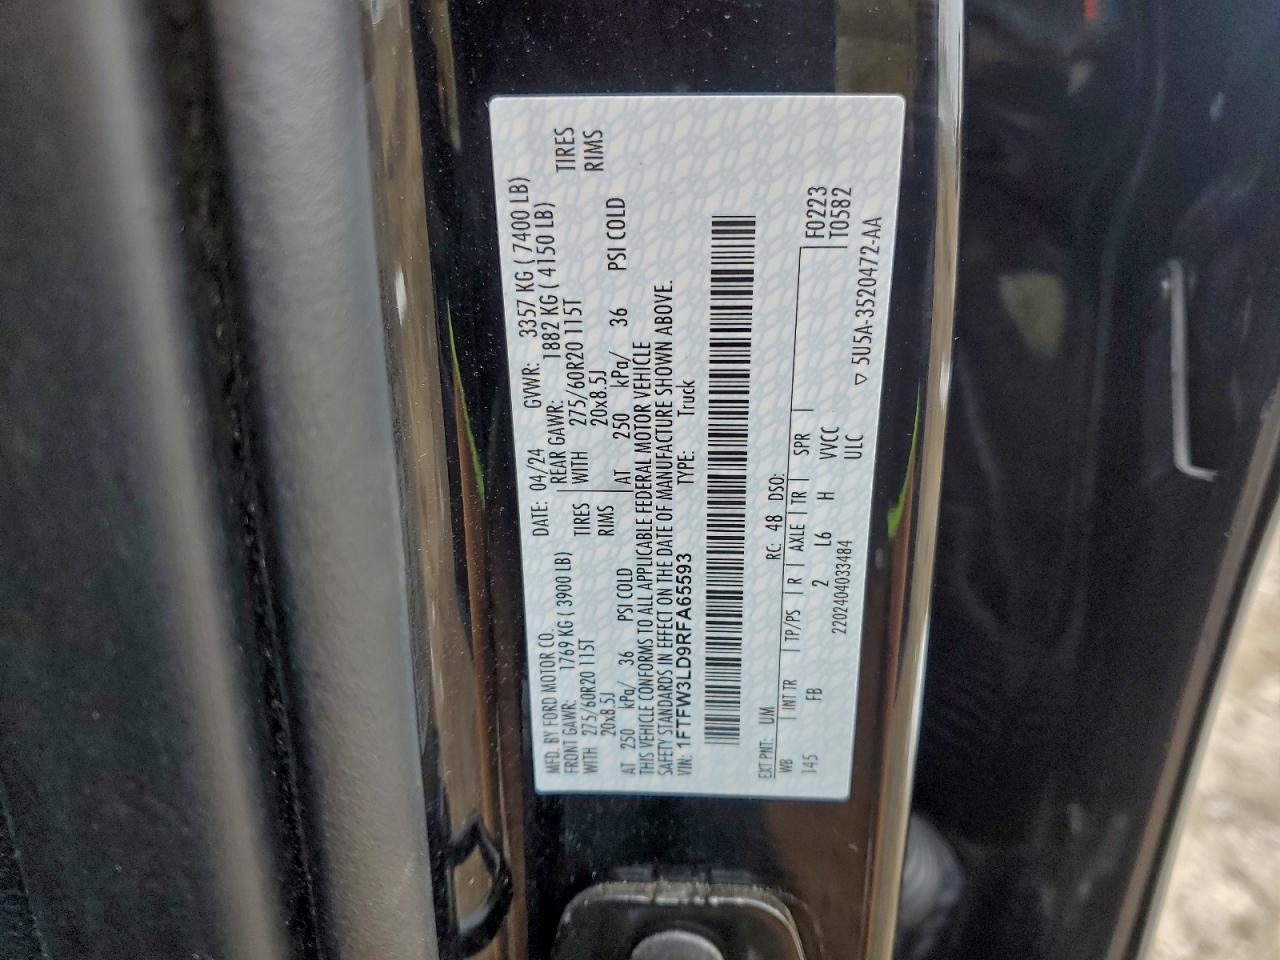 MFD. BY FORD MOTOR CO.
DATE: 04/24 GVWR: 3357 KG ( 7400 LB)
FRONT GAWR: 1769 KG ( 3900 LB) REAR GAWR: 1882 KG ( 4150 LB)
WITH 275/60R20 115T TIRES WITH 275/60R20 115T TIRES
20x8.5J RIMS 20x8.5J RIMS
AT 250 kPa/ 36 PSI COLD AT 250 kPa/ 36 PSI COLD
THIS VEHICLE CONFORMS TO ALL APPLICABLE FEDERAL MOTOR VEHICLE
SAFETY STANDARDS IN EFFECT ON THE DATE OF MANUFACTURE SHOWN ABOVE.
VIN: 1FTFW3LD9RFA65593 TYPE: Truck
EXT PNT: UM RC: 48 DSO:
WB INT TR TP/PS R AXLE TR SPR F0223
145 FB 2 L6 H VVCC T0582
2202404033484 ULC
▽ 5U5A-3520472-AA